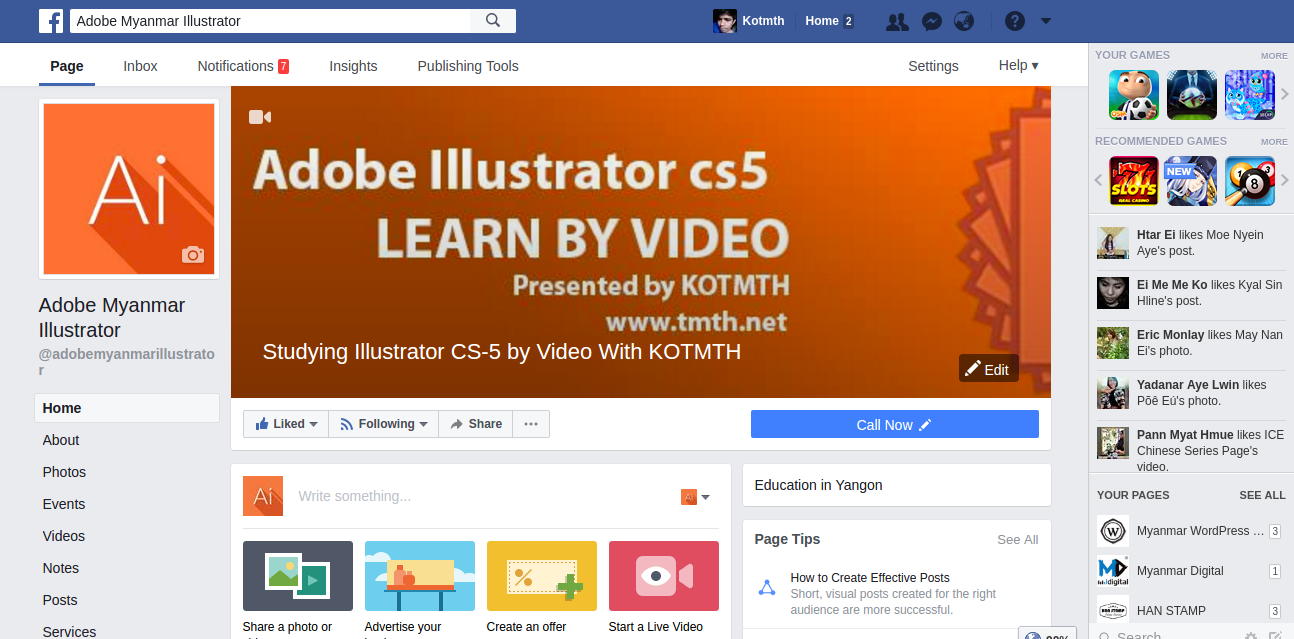 Adobe Myanmar Illustrator
Kotmth
Home 2
Page
Inbox
Notifications 7
Insights
Publishing Tools
Settings
Help ▾
Ai
Adobe Myanmar
Illustrator
@adobemyanmarillustrato
r
Home
About
Photos
Events
Videos
Notes
Posts
Services
Adobe Illustrator cs5
LEARN BY VIDEO
Presented by KOTMTH
www.tmth.net
Studying Illustrator CS-5 by Video With KOTMTH
Edit
Liked
Following
Share
Call Now
Ai
Write something...
Share a photo or
Advertise your
Create an offer
Start a Live Video
Education in Yangon
Page Tips
See All
How to Create Effective Posts
Short, visual posts created for the right
audience are more successful.
YOUR GAMES
MORE
RECOMMENDED GAMES
MORE
SLOTS
REAL CASINO
NEW
8
Htar Ei likes Moe Nyein
Aye's post.
Ei Me Me Ko likes Kyal Sin
Hline's post.
Eric Monlay likes May Nan
Ei's photo.
Yadanar Aye Lwin likes
Pôê Eú's photo.
Pann Myat Hmue likes ICE
Chinese Series Page's
video.
YOUR PAGES
SEE ALL
Myanmar WordPress ... 3
Myanmar Digital 1
HAN STAMP 3
Search